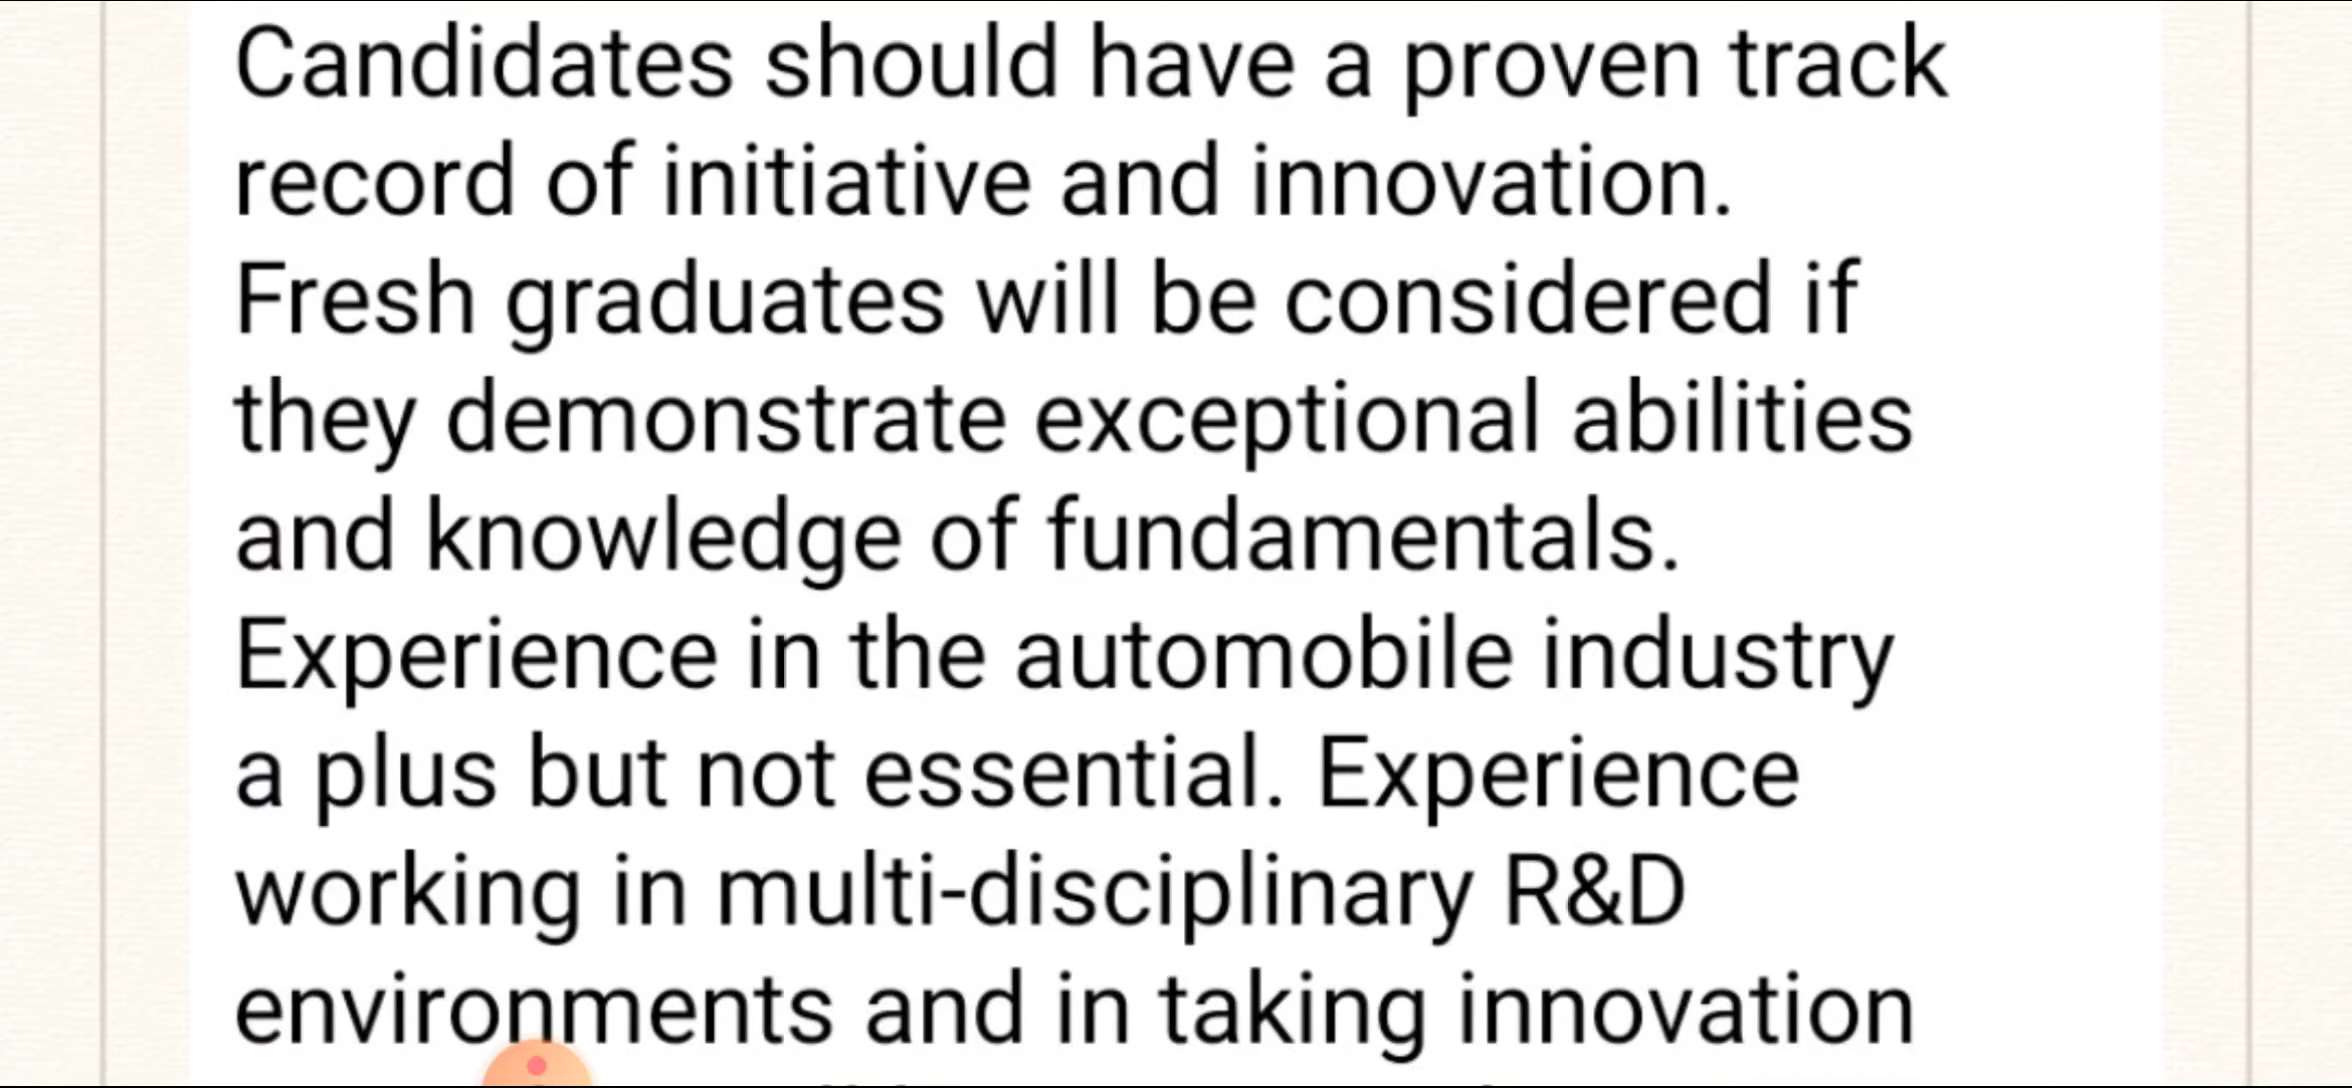 Candidates should have a proven track
record of initiative and innovation.
Fresh graduates will be considered if
they demonstrate exceptional abilities
and knowledge of fundamentals.
Experience in the automobile industry
a plus but not essential. Experience
working in multi-disciplinary R&D
environments and in taking innovation